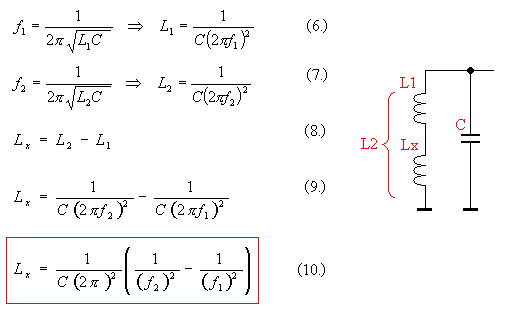 f₁ = 1 / (2π√(L₁C)) ⇒ L₁ = 1 / (C(2πf₁)²) (6.)
f₂ = 1 / (2π√(L₂C)) ⇒ L₂ = 1 / (C(2πf₂)²) (7.)
Lₓ = L₂ − L₁ (8.)
Lₓ = 1 / (C(2πf₂)²) − 1 / (C(2πf₁)²) (9.)
Lₓ = 1 / (C(2π)²) (1 / (f₂)² − 1 / (f₁)²) (10.)
L1
C
L2
Lx